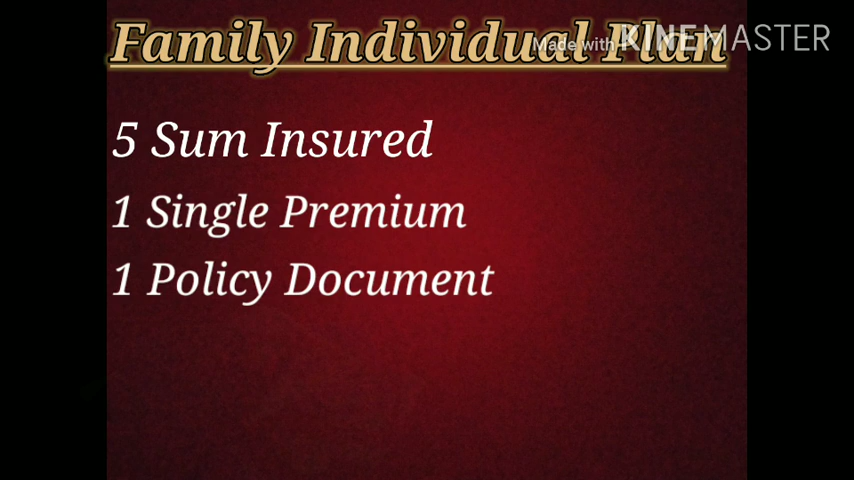 Family Individual Plan
Made with KINEMASTER
5 Sum Insured
1 Single Premium
1 Policy Document